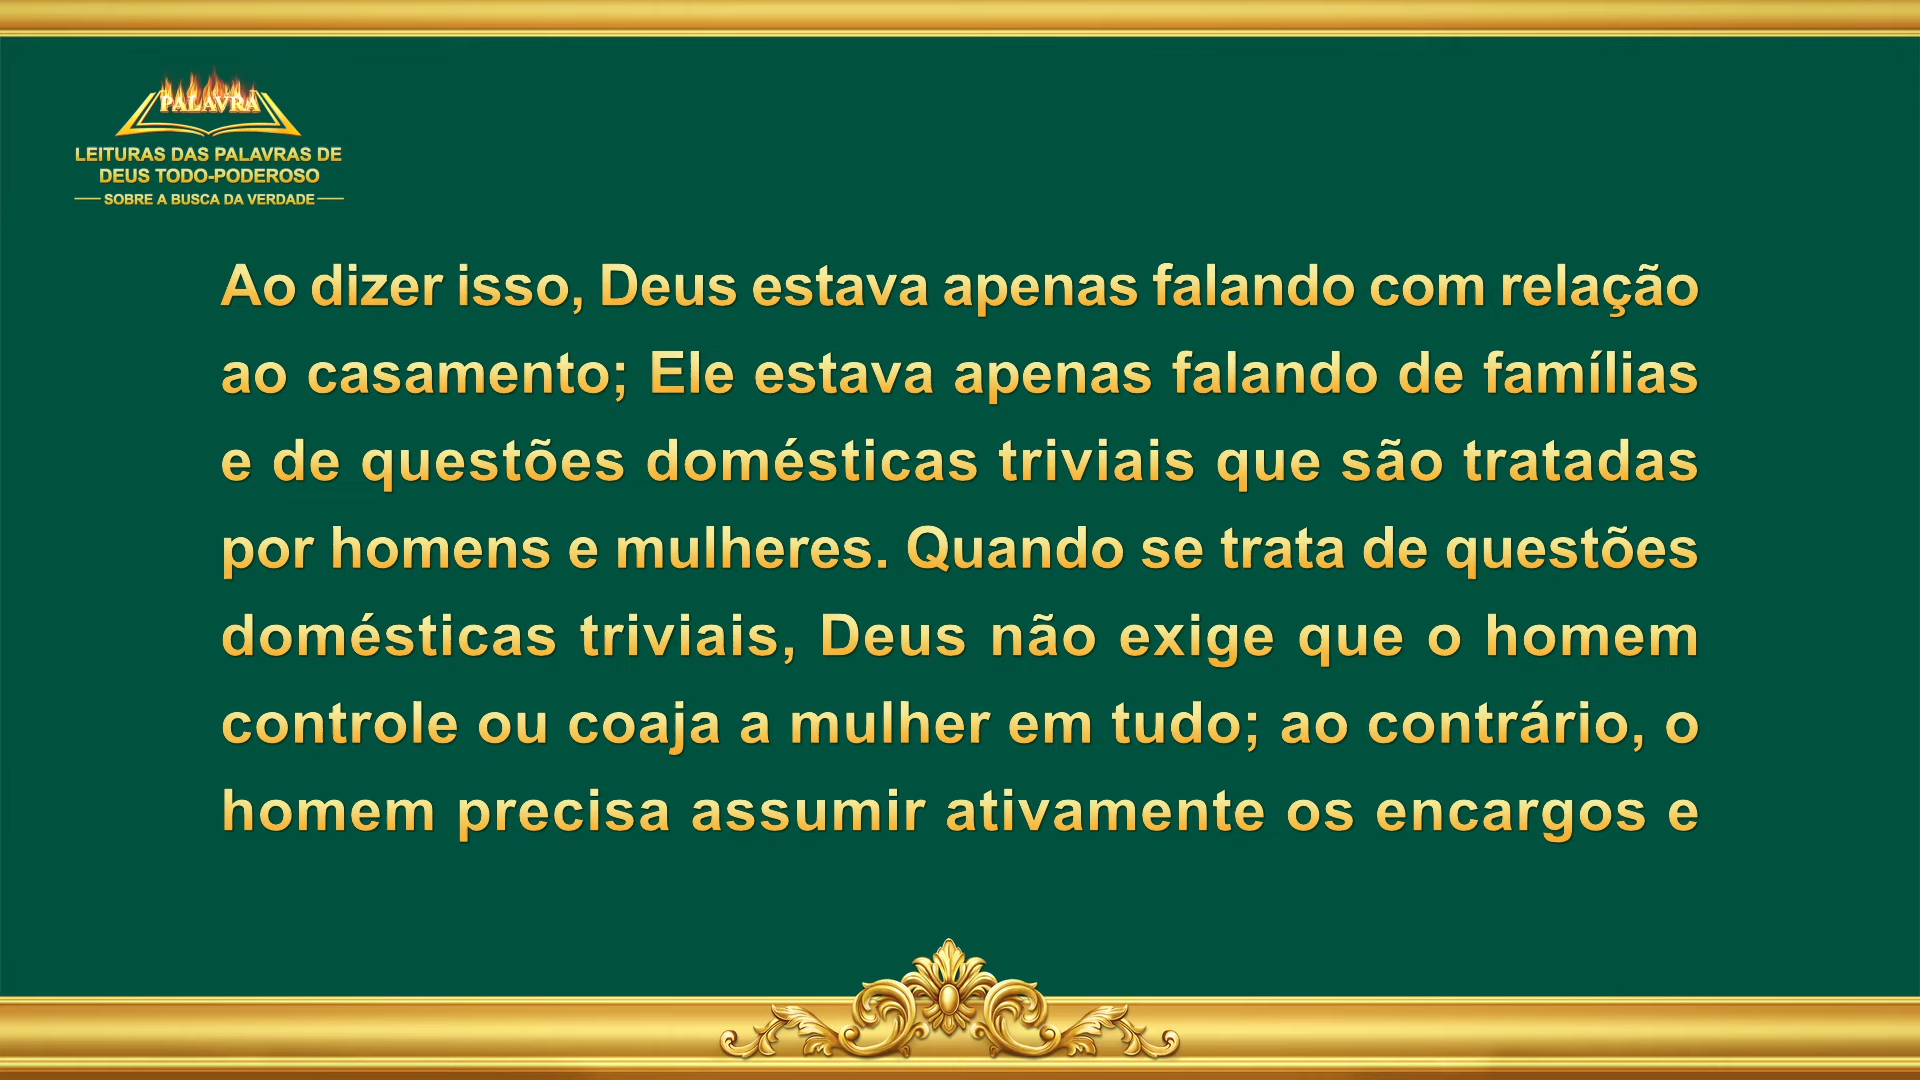 PALAVRA
LEITURAS DAS PALAVRAS DE
DEUS TODO-PODEROSO
SOBRE A BUSCA DA VERDADE
Ao dizer isso, Deus estava apenas falando com relação
ao casamento; Ele estava apenas falando de famílias
e de questões domésticas triviais que são tratadas
por homens e mulheres. Quando se trata de questões
domésticas triviais, Deus não exige que o homem
controle ou coaja a mulher em tudo; ao contrário, o
homem precisa assumir ativamente os encargos e